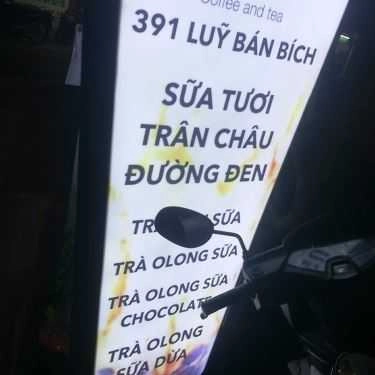 Coffee and tea
391 LUỸ BÁN BÍCH
SỮA TƯƠI
TRÂN CHÂU
ĐƯỜNG ĐEN
SỮA
TRÀ OLONG SỮA
TRÀ OLONG SỮA
CHOCOLATE
TRÀ OLONG
SỮA DỪA